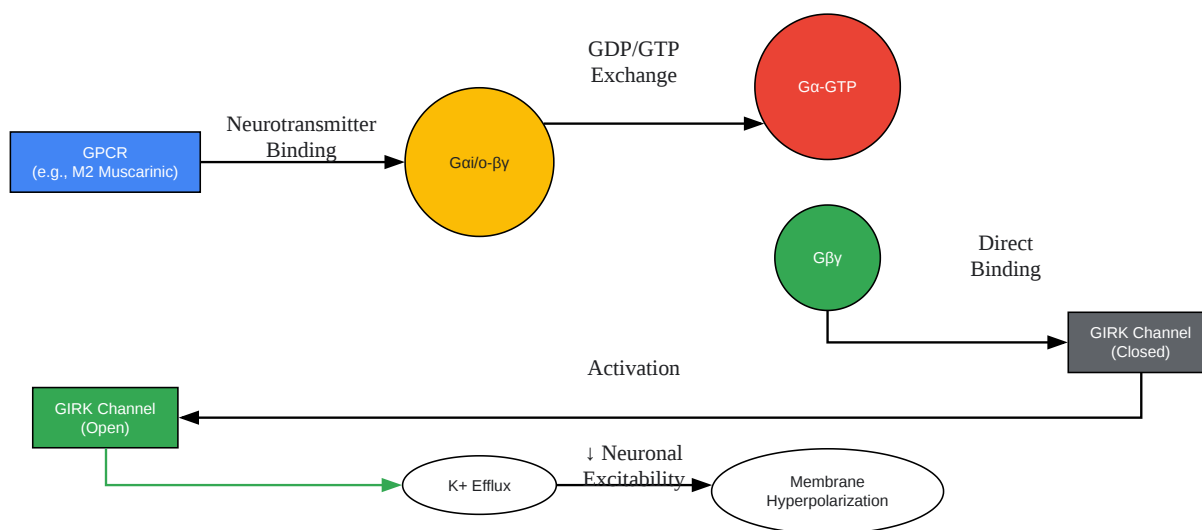 GDP/GTP
Exchange
Gα-GTP
Neurotransmitter
Binding
GPCR
(e.g., M2 Muscarinic)
Gαi/o-βγ
Direct
Binding
Gβγ
GIRK Channel
(Closed)
Activation
GIRK Channel
(Open)
↓ Neuronal
Excitability
K+ Efflux
Membrane
Hyperpolarization